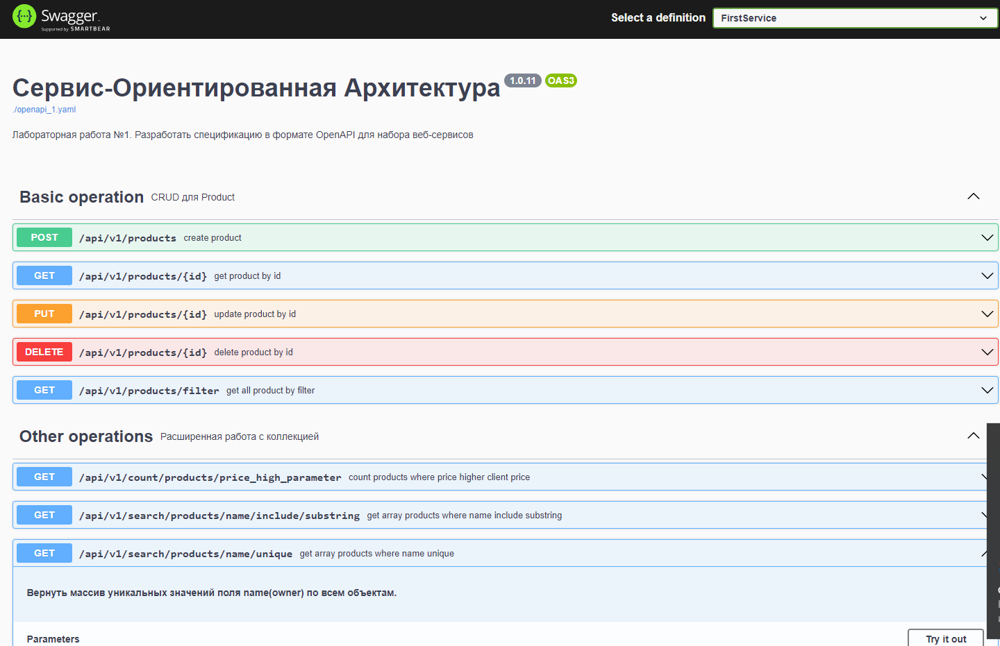 Swagger
Supported by SMARTBEAR
Select a definition
FirstService
Сервис-Ориентированная Архитектура 1.0.11 OAS3
./openapi_1.yaml
Лабораторная работа №1. Разработать спецификацию в формате OpenAPI для набора веб-сервисов
Basic operation CRUD для Product
POST /api/v1/products create product
GET /api/v1/products/{id} get product by id
PUT /api/v1/products/{id} update product by id
DELETE /api/v1/products/{id} delete product by id
GET /api/v1/products/filter get all product by filter
Other operations Расширенная работа с коллекцией
GET /api/v1/count/products/price_high_parameter count products where price higher client price
GET /api/v1/search/products/name/include/substring get array products where name include substring
GET /api/v1/search/products/name/unique get array products where name unique
Вернуть массив уникальных значений поля name(owner) по всем объектам.
Parameters
Try it out